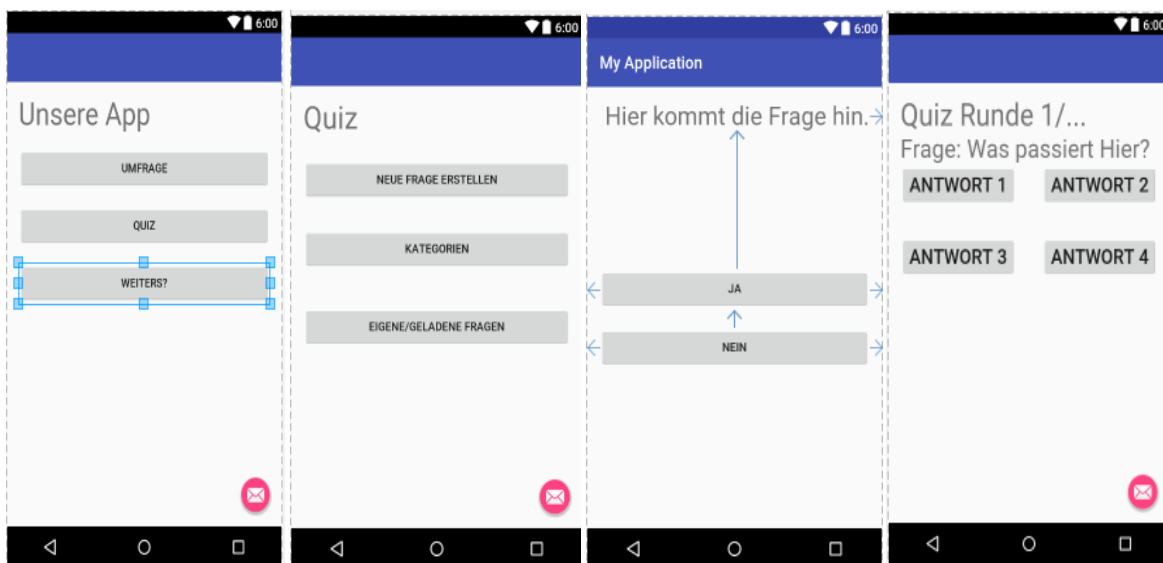 6:00
Unsere App
UMFRAGE
QUIZ
WEITERS?
6:00
Quiz
NEUE FRAGE ERSTELLEN
KATEGORIEN
EIGENE/GELADENE FRAGEN
6:00
My Application
Hier kommt die Frage hin.
JA
NEIN
6:00
Quiz Runde 1/...
Frage: Was passiert Hier?
ANTWORT 1 ANTWORT 2
ANTWORT 3 ANTWORT 4